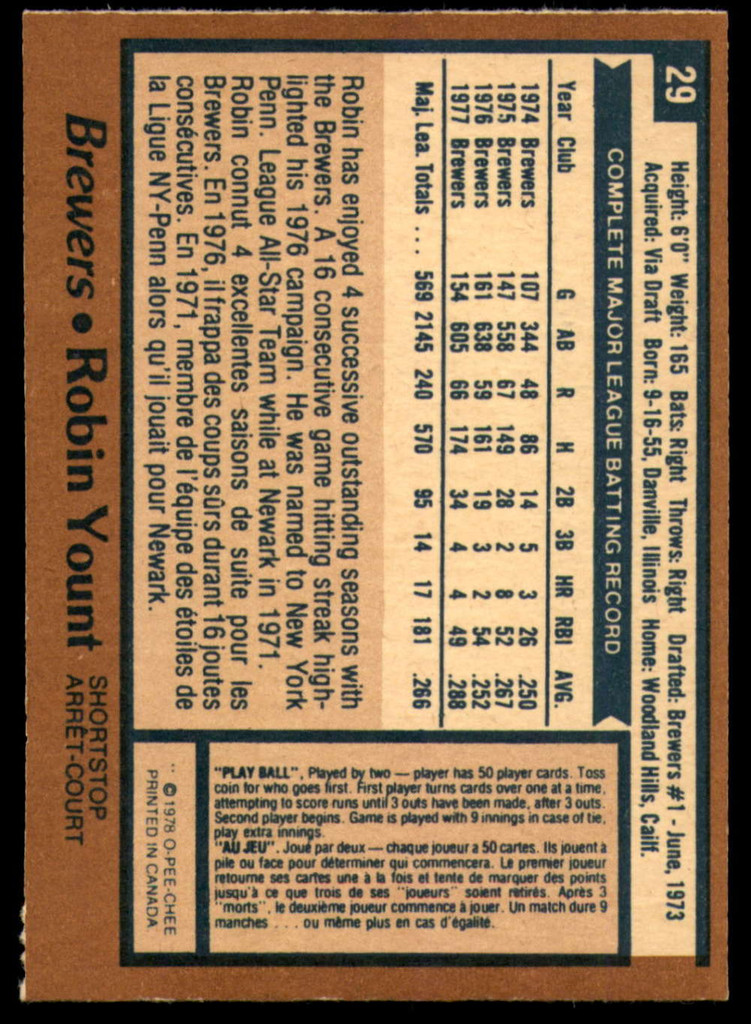 29
Height: 6'0" Weight: 165 Bats: Right Throws: Right Drafted: Brewers #1 - June, 1973
Acquired: Via Draft Born: 9-16-55, Danville, Illinois Home: Woodland Hills, Cailf.
COMPLETE MAJOR LEAGUE BATTING RECORD
Year Club G AB R H 2B 3B HR RBI AVG.
1974 Brewers 107 344 48 86 14 5 3 26 .250
1975 Brewers 147 558 67 149 28 2 8 52 .267
1976 Brewers 161 638 59 161 19 3 2 54 .252
1977 Brewers 154 605 66 174 34 4 4 49 .288
Maj. Lea. Totals ... 569 2145 240 570 95 14 17 181 .266
Robin has enjoyed 4 successive outstanding seasons with
the Brewers. A 16 consecutive game hitting streak high-
lighted his 1976 campaign. He was named to New York
Penn. League All-Star Team while at Newark in 1971.
Robin connut 4 excellentes saisons de suite pour les
Brewers. En 1976, il frappa des coups sûrs durant 16 joutes
consécutives. En 1971, membre de l'équipe des étoiles de
la Ligue NY-Penn alors qu'il jouait pour Newark.
"PLAY BALL", Played by two — player has 50 player cards. Toss
coin for who goes first. First player turns cards over one at a time,
attempting to score runs until 3 outs have been made, after 3 outs.
Second player begins. Game is played with 9 innings in case of tie,
play extra innings.
"AU JEU". Joué par deux — chaque joueur a 50 cartes. Ils jouent à
pile ou face pour déterminer qui commencera. Le premier joueur
retourne ses cartes une à la fois et tente de marquer des points
jusqu'à ce que trois de ses "joueurs" soient retirés. Après 3
"morts", le deuxième joueur commence à jouer. Un match dure 9
manches ... ou même plus en cas d'égalité.
¨ © 1978 O-PEE-CHEE
PRINTED IN CANADA
Brewers • Robin Yount
SHORTSTOP
ARRÊT-COURT